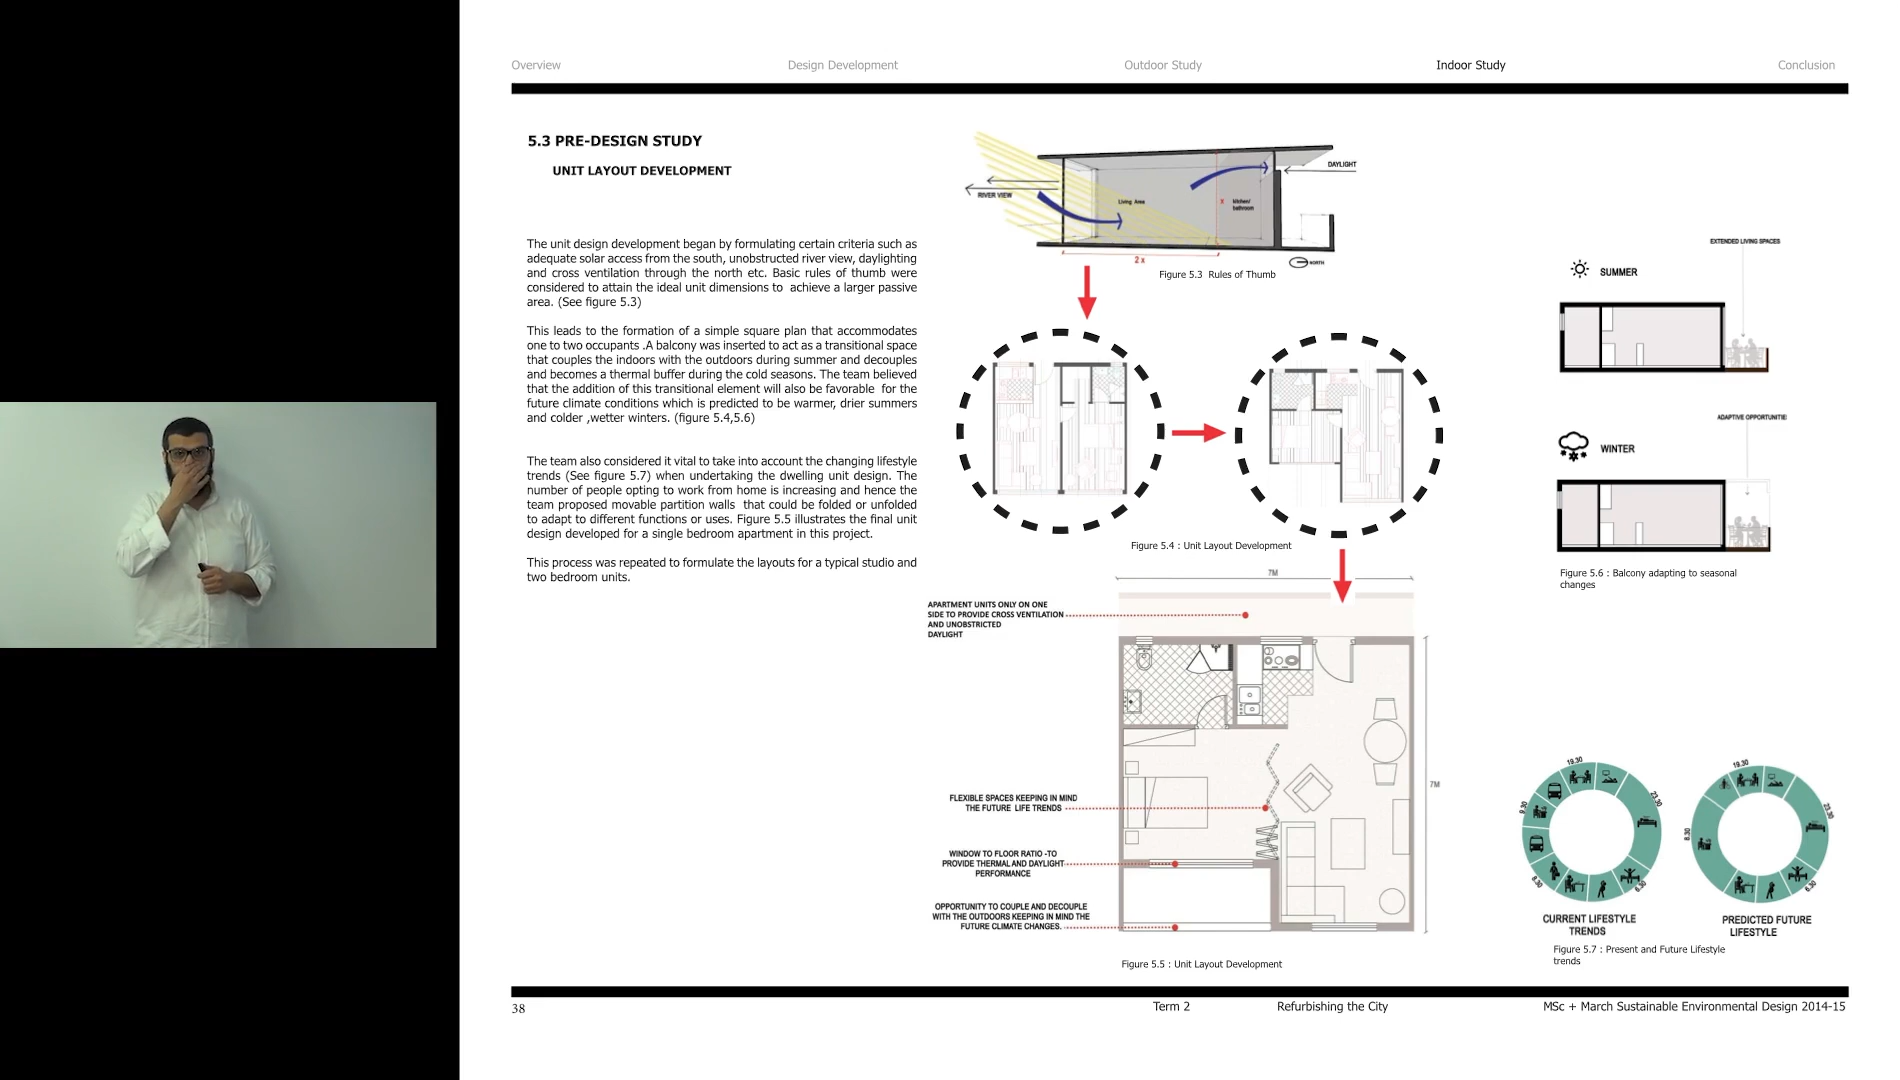 Overview
Design Development
Outdoor Study
Indoor Study
Conclusion
5.3 PRE-DESIGN STUDY
UNIT LAYOUT DEVELOPMENT
The unit design development began by formulating certain criteria such as
adequate solar access from the south, unobstructed river view, daylighting
and cross ventilation through the north etc. Basic rules of thumb were
considered to attain the ideal unit dimensions to  achieve a larger passive
area. (See figure 5.3)
This leads to the formation of a simple square plan that accommodates
one to two occupants .A balcony was inserted to act as a transitional space
that couples the indoors with the outdoors during summer and decouples
and becomes a thermal buffer during the cold seasons. The team believed
that the addition of this transitional element will also be favorable  for the
future climate conditions which is predicted to be warmer, drier summers
and colder ,wetter winters. (figure 5.4,5.6)
The team also considered it vital to take into account the changing lifestyle
trends (See figure 5.7) when undertaking the dwelling unit design. The
number of people opting to work from home is increasing and hence the
team proposed movable partition walls  that could be folded or unfolded
to adapt to different functions or uses. Figure 5.5 illustrates the final unit
design developed for a single bedroom apartment in this project.
This process was repeated to formulate the layouts for a typical studio and
two bedroom units.
DAYLIGHT
RIVER VIEW
Living Area
X
kitchen/
bathroom
2 x
NORTH
Figure 5.3  Rules of Thumb
Figure 5.4 : Unit Layout Development
7M
APARTMENT UNITS ONLY ON ONE
SIDE TO PROVIDE CROSS VENTILATION
AND UNOBSTRICTED
DAYLIGHT
7M
FLEXIBLE SPACES KEEPING IN MIND
THE FUTURE  LIFE TRENDS
WINDOW TO FLOOR RATIO -TO
PROVIDE THERMAL AND DAYLIGHT
PERFORMANCE
OPPORTUNITY TO COUPLE AND DECOUPLE
WITH THE OUTDOORS KEEPING IN MIND THE
FUTURE CLIMATE CHANGES.
Figure 5.5 : Unit Layout Development
EXTENDED LIVING SPACES
SUMMER
ADAPTIVE OPPORTUNITIE
WINTER
Figure 5.6 : Balcony adapting to seasonal
changes
19.30
23.30
9.30
8.30
6.30
CURRENT LIFESTYLE
TRENDS
19.30
23.30
8.30
6.30
PREDICTED FUTURE
LIFESTYLE
Figure 5.7 : Present and Future Lifestyle
trends
38
Term 2
Refurbishing the City
MSc + March Sustainable Environmental Design 2014-15